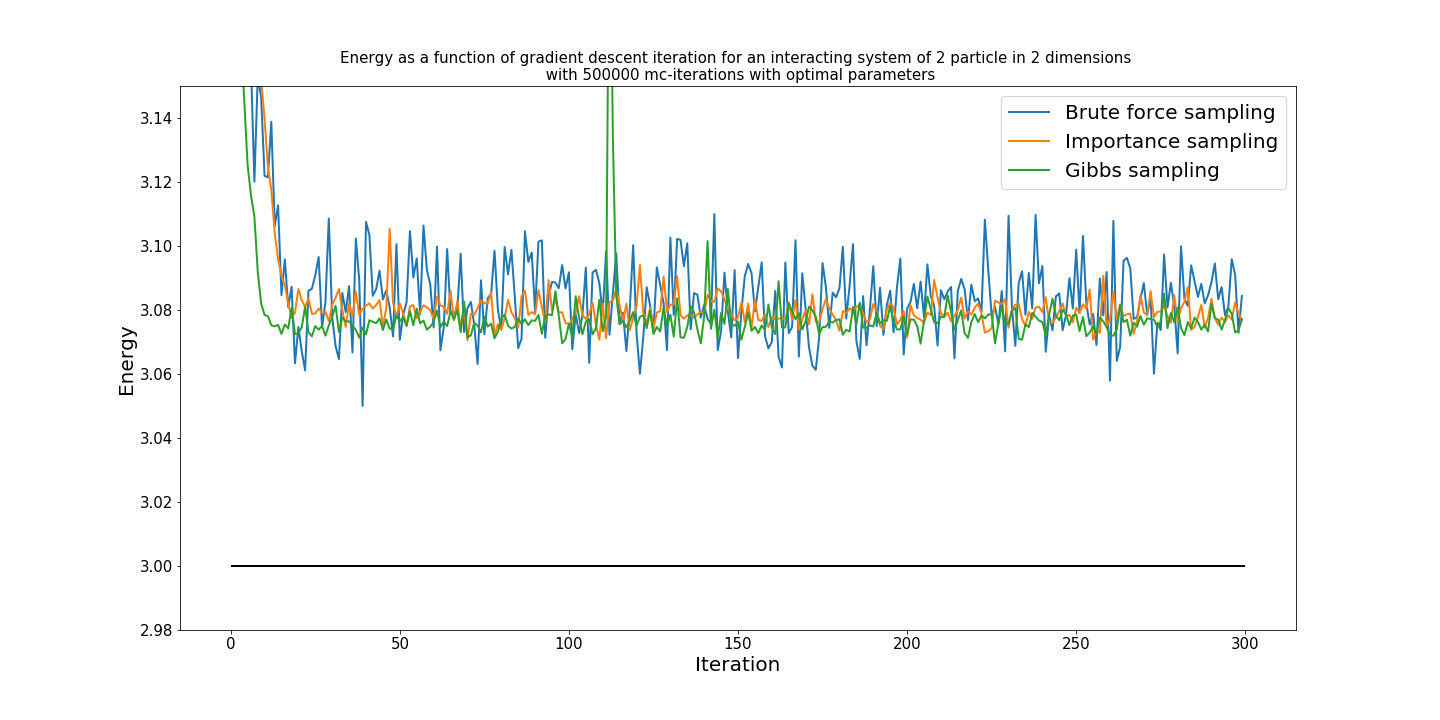 Energy as a function of gradient descent iteration for an interacting system of 2 particle in 2 dimensions
with 500000 mc-iterations with optimal parameters
Brute force sampling
Importance sampling
Gibbs sampling
Energy
3.14
3.12
3.10
3.08
3.06
3.04
3.02
3.00
2.98
0
50
100
150
200
250
300
Iteration